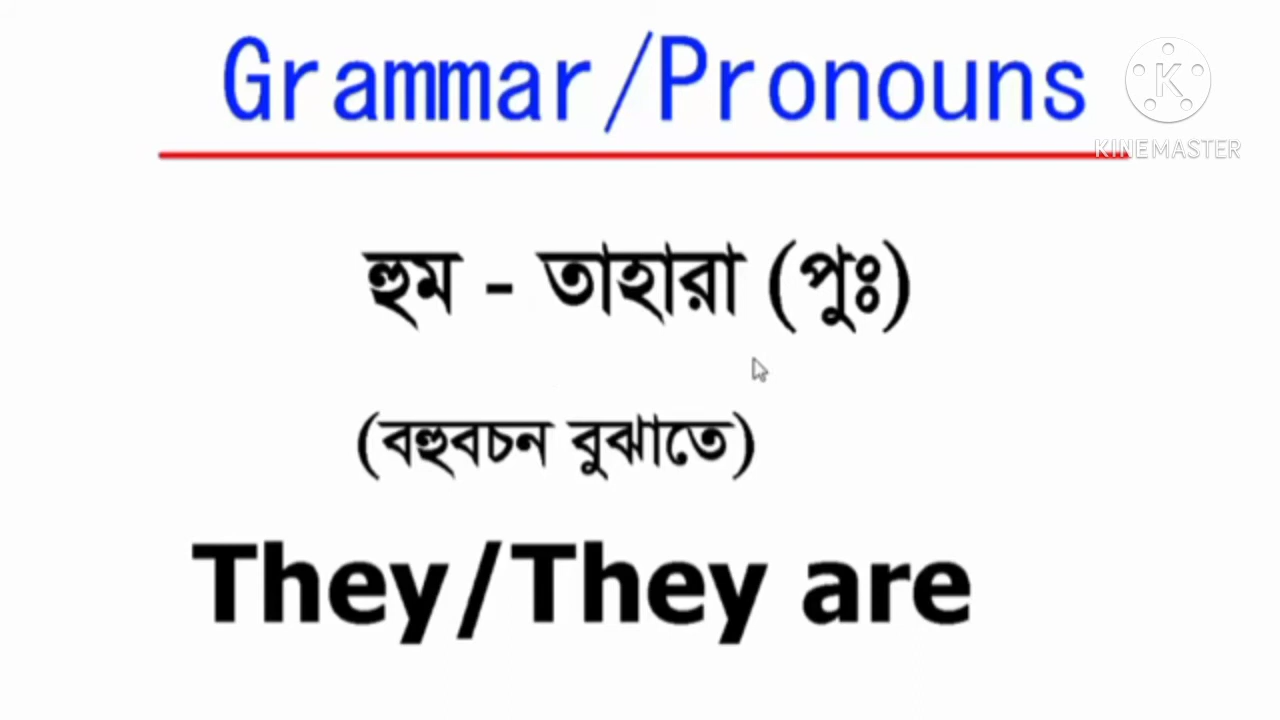 Grammar/Pronouns
KINEMASTER
হুম - তাহারা (পুঃ)
(বহুবচন বুঝাতে)
They/They are